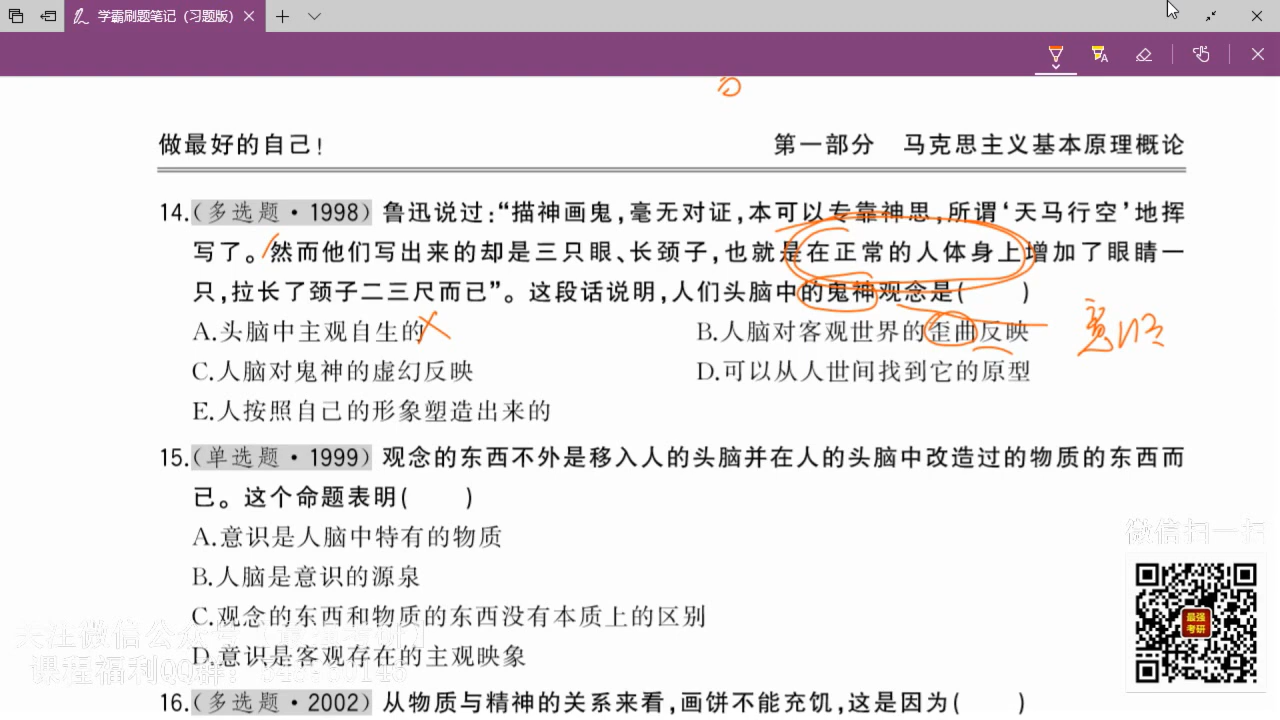 学霸刷题笔记（习题版）
做最好的自己！ 第一部分 马克思主义基本原理概论
14.(多选题·1998) 鲁迅说过:“描神画鬼,毫无对证,本可以专靠神思,所谓‘天马行空’地挥
写了。然而他们写出来的却是三只眼、长颈子,也就是在正常的人体身上增加了眼睛一
只,拉长了颈子二三尺而已”。这段话说明,人们头脑中的鬼神观念是( )
A.头脑中主观自生的 B.人脑对客观世界的歪曲反映
C.人脑对鬼神的虚幻反映 D.可以从人世间找到它的原型
E.人按照自己的形象塑造出来的
15.(单选题·1999) 观念的东西不外是移入人的头脑并在人的头脑中改造过的物质的东西而
已。这个命题表明( )
A.意识是人脑中特有的物质
B.人脑是意识的源泉
微信扫一扫
C.观念的东西和物质的东西没有本质上的区别
最强
考研
关注微信公众号
D.意识是客观存在的主观映象
课程福利QQ群:
16.(多选题·2002) 从物质与精神的关系来看,画饼不能充饥,这是因为( )